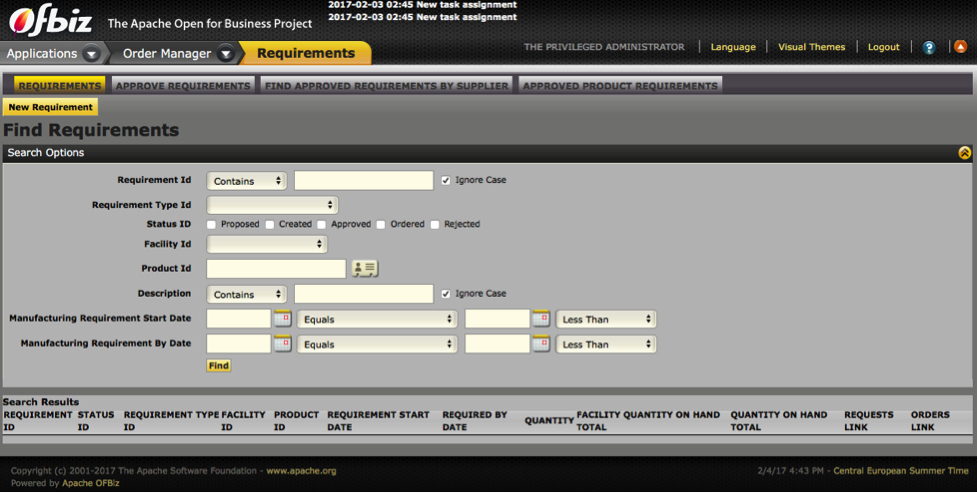 Ofbiz The Apache Open for Business Project
2017-02-03 02:45 New task assignment
2017-02-03 02:45 New task assignment
Applications Order Manager Requirements THE PRIVILEGED ADMINISTRATOR Language Visual Themes Logout ?
REQUIREMENTS APPROVE REQUIREMENTS FIND APPROVED REQUIREMENTS BY SUPPLIER APPROVED PRODUCT REQUIREMENTS
New Requirement
Find Requirements
Search Options
Requirement Id Contains Ignore Case
Requirement Type Id
Status ID Proposed Created Approved Ordered Rejected
Facility Id
Product Id
Description Contains Ignore Case
Manufacturing Requirement Start Date Equals Less Than
Manufacturing Requirement By Date Equals Less Than
Find
Search Results
REQUIREMENT STATUS REQUIREMENT TYPE FACILITY PRODUCT REQUIREMENT START REQUIRED BY QUANTITY FACILITY QUANTITY ON HAND QUANTITY ON HAND REQUESTS ORDERS
ID ID ID ID ID DATE DATE TOTAL TOTAL LINK LINK
Copyright (c) 2001-2017 The Apache Software Foundation - www.apache.org 2/4/17 4:43 PM - Central European Summer Time
Powered by Apache OFBiz